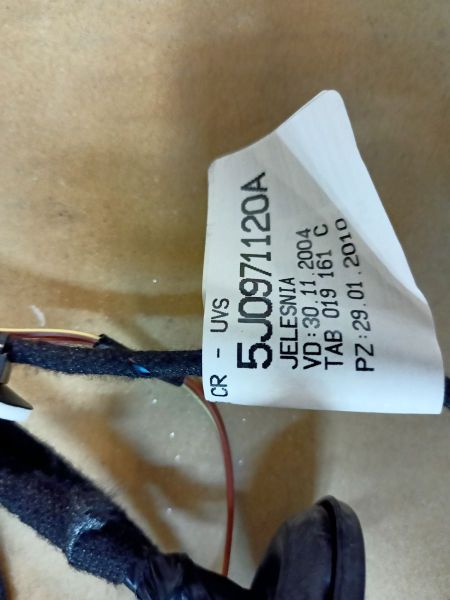 CR - UVS
5J0971120A
JELESNIA
VD:30.11.2004
TAB 019 161 C
PZ:29.01.2010